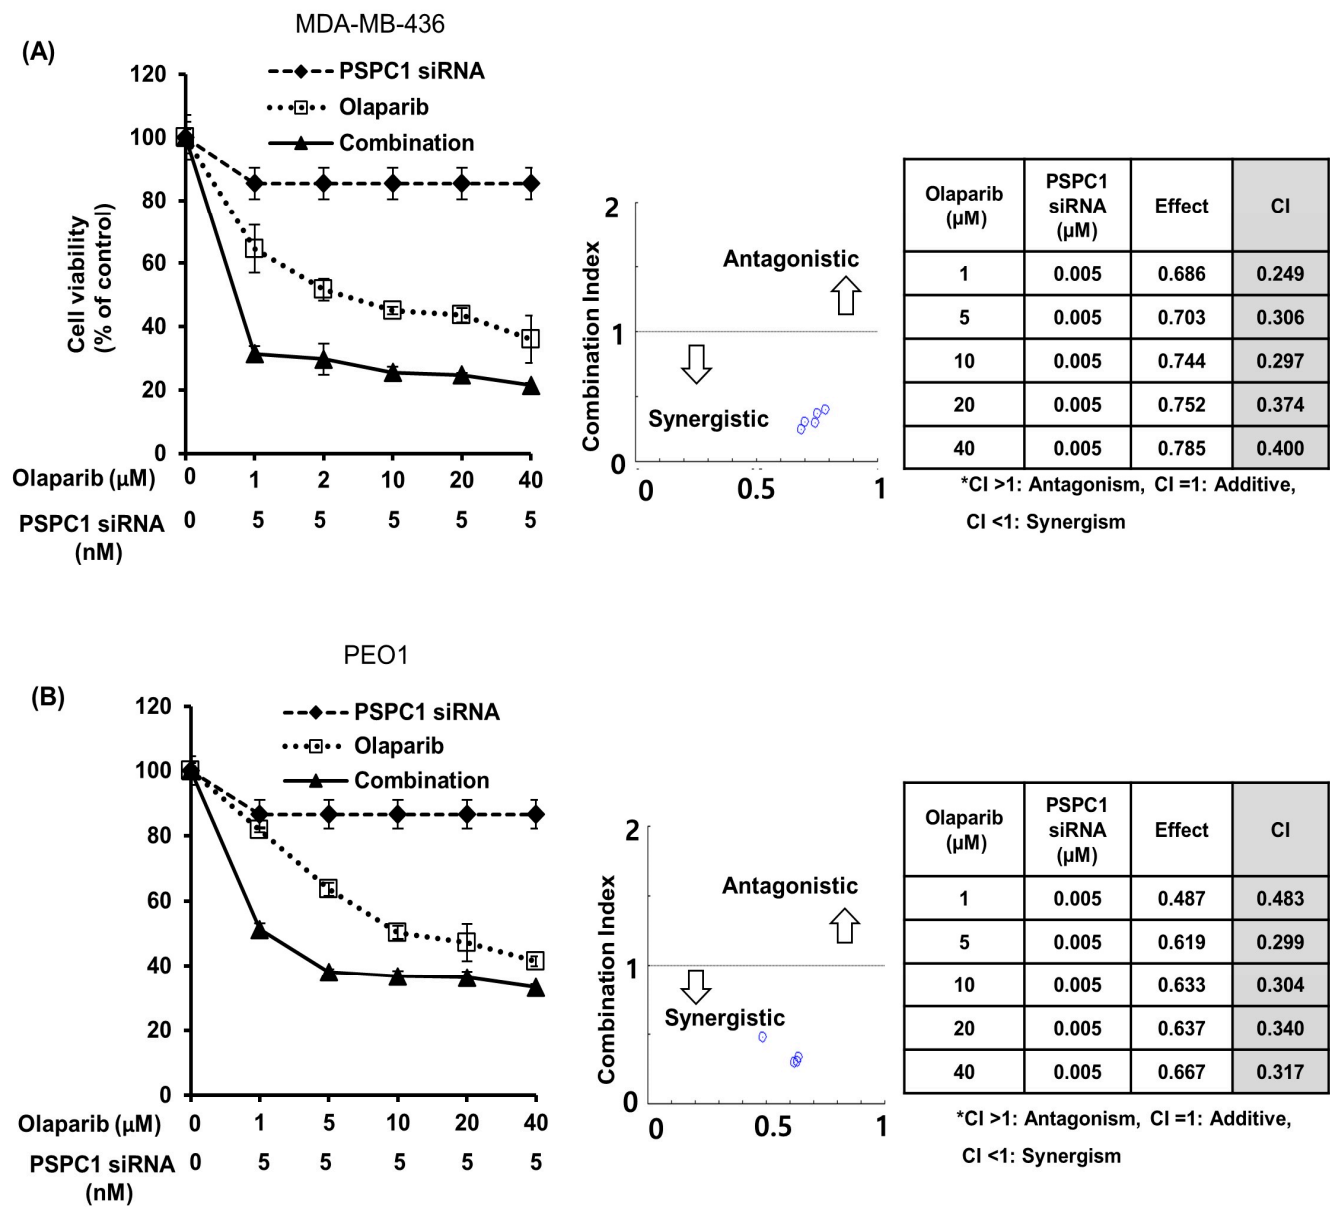 MDA-MB-436
(A)
PSPC1 siRNA
Olaparib
Combination
120
100
80
60
40
20
0
Cell viability
(% of control)
Olaparib (μM) 0 1 2 10 20 40
PSPC1 siRNA 0 5 5 5 5 5
(nM)
2
1
0
Combination Index
Antagonistic
Synergistic
0 0.5 1
Olaparib (μM) PSPC1 siRNA (μM) Effect CI
1 0.005 0.686 0.249
5 0.005 0.703 0.306
10 0.005 0.744 0.297
20 0.005 0.752 0.374
40 0.005 0.785 0.400
*CI >1: Antagonism, CI =1: Additive,
CI <1: Synergism
PEO1
(B)
PSPC1 siRNA
Olaparib
Combination
120
100
80
60
40
20
0
Olaparib (μM) 0 1 5 10 20 40
PSPC1 siRNA 0 5 5 5 5 5
(nM)
2
1
0
Combination Index
Antagonistic
Synergistic
0 0.5 1
Olaparib (μM) PSPC1 siRNA (μM) Effect CI
1 0.005 0.487 0.483
5 0.005 0.619 0.299
10 0.005 0.633 0.304
20 0.005 0.637 0.340
40 0.005 0.667 0.317
*CI >1: Antagonism, CI =1: Additive,
CI <1: Synergism